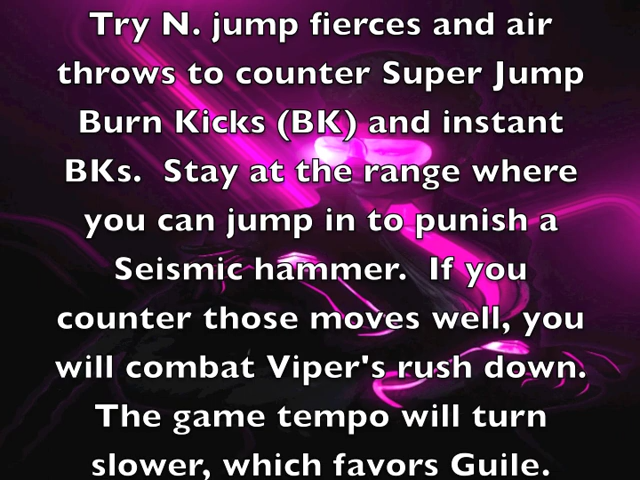 Try N. jump fierces and air
throws to counter Super Jump
Burn Kicks (BK) and instant
BKs.  Stay at the range where
you can jump in to punish a
Seismic hammer.  If you
counter those moves well, you
will combat Viper's rush down.
The game tempo will turn
slower, which favors Guile.